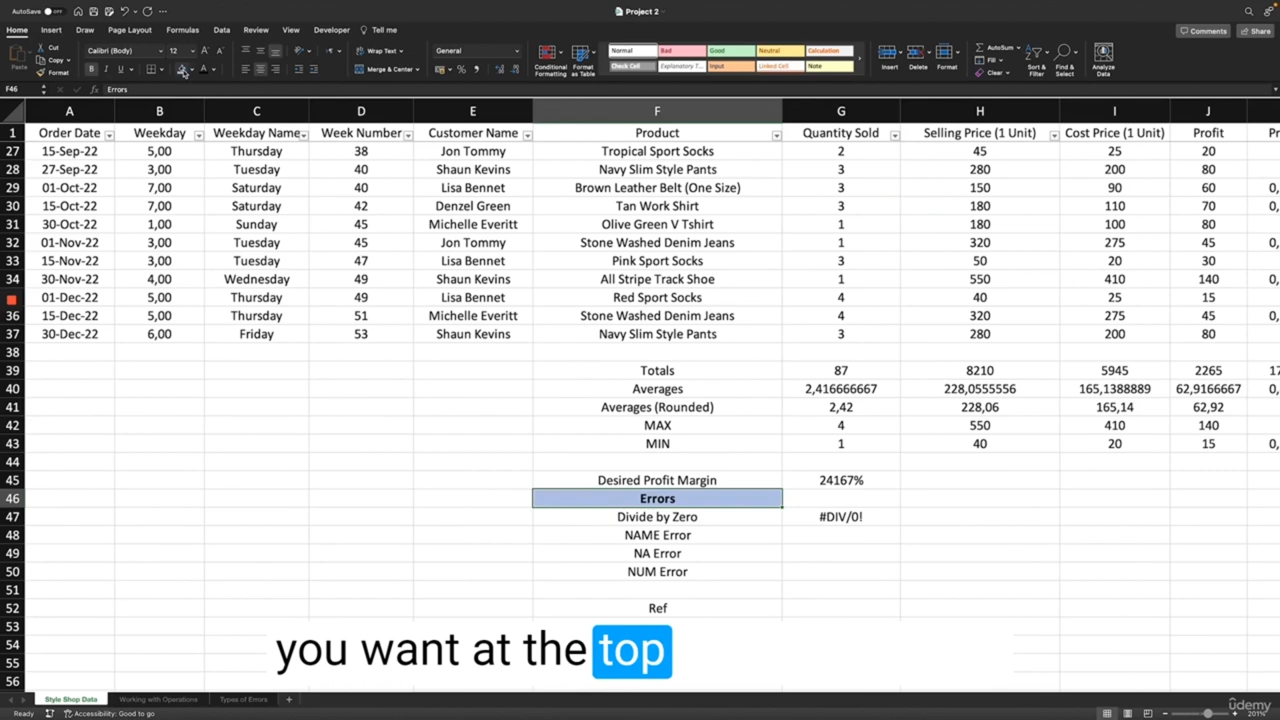 AutoSave OFF
Project 2
Home Insert Draw Page Layout Formulas Data Review View Developer Tell me
Comments Share
Paste Cut Copy Format
Calibri (Body) 12
Wrap Text
Merge & Center
General
Conditional Formatting
Format as Table
Normal Bad Good Neutral Calculation
Check Cell Explanatory T... Input Linked Cell Note
Insert Delete Format
AutoSum
Fill
Clear
Sort & Filter
Find & Select
Analyze Data
F46 fx Errors
A B C D E F G H I J
1 Order Date Weekday Weekday Name Week Number Customer Name Product Quantity Sold Selling Price (1 Unit) Cost Price (1 Unit) Profit
27 15-Sep-22 5,00 Thursday 38 Jon Tommy Tropical Sport Socks 2 45 25 20
28 27-Sep-22 3,00 Tuesday 40 Shaun Kevins Navy Slim Style Pants 3 280 200 80
29 01-Oct-22 7,00 Saturday 40 Lisa Bennet Brown Leather Belt (One Size) 3 150 90 60 0,
30 15-Oct-22 7,00 Saturday 42 Denzel Green Tan Work Shirt 3 180 110 70 0,
31 30-Oct-22 1,00 Sunday 45 Michelle Everitt Olive Green V Tshirt 1 180 100 80 0,
32 01-Nov-22 3,00 Tuesday 45 Jon Tommy Stone Washed Denim Jeans 1 320 275 45 0,
33 15-Nov-22 3,00 Tuesday 47 Lisa Bennet Pink Sport Socks 3 50 20 30
34 30-Nov-22 4,00 Wednesday 49 Shaun Kevins All Stripe Track Shoe 1 550 410 140 0,
01-Dec-22 5,00 Thursday 49 Lisa Bennet Red Sport Socks 4 40 25 15
36 15-Dec-22 5,00 Thursday 51 Michelle Everitt Stone Washed Denim Jeans 4 320 275 45 0,
37 30-Dec-22 6,00 Friday 53 Shaun Kevins Navy Slim Style Pants 3 280 200 80
38
39 Totals 87 8210 5945 2265 17
40 Averages 2,416666667 228,0555556 165,1388889 62,9166667 0,
41 Averages (Rounded) 2,42 228,06 165,14 62,92
42 MAX 4 550 410 140
43 MIN 1 40 20 15 0,
44
45 Desired Profit Margin 24167%
46 Errors
47 Divide by Zero #DIV/0!
48 NAME Error
49 NA Error
50 NUM Error
51
52 Ref
53
54
55
56
you want at the top
Style Shop Data Working with Operations Types of Errors +
Ready Accessibility: Good to go
201%
udemy